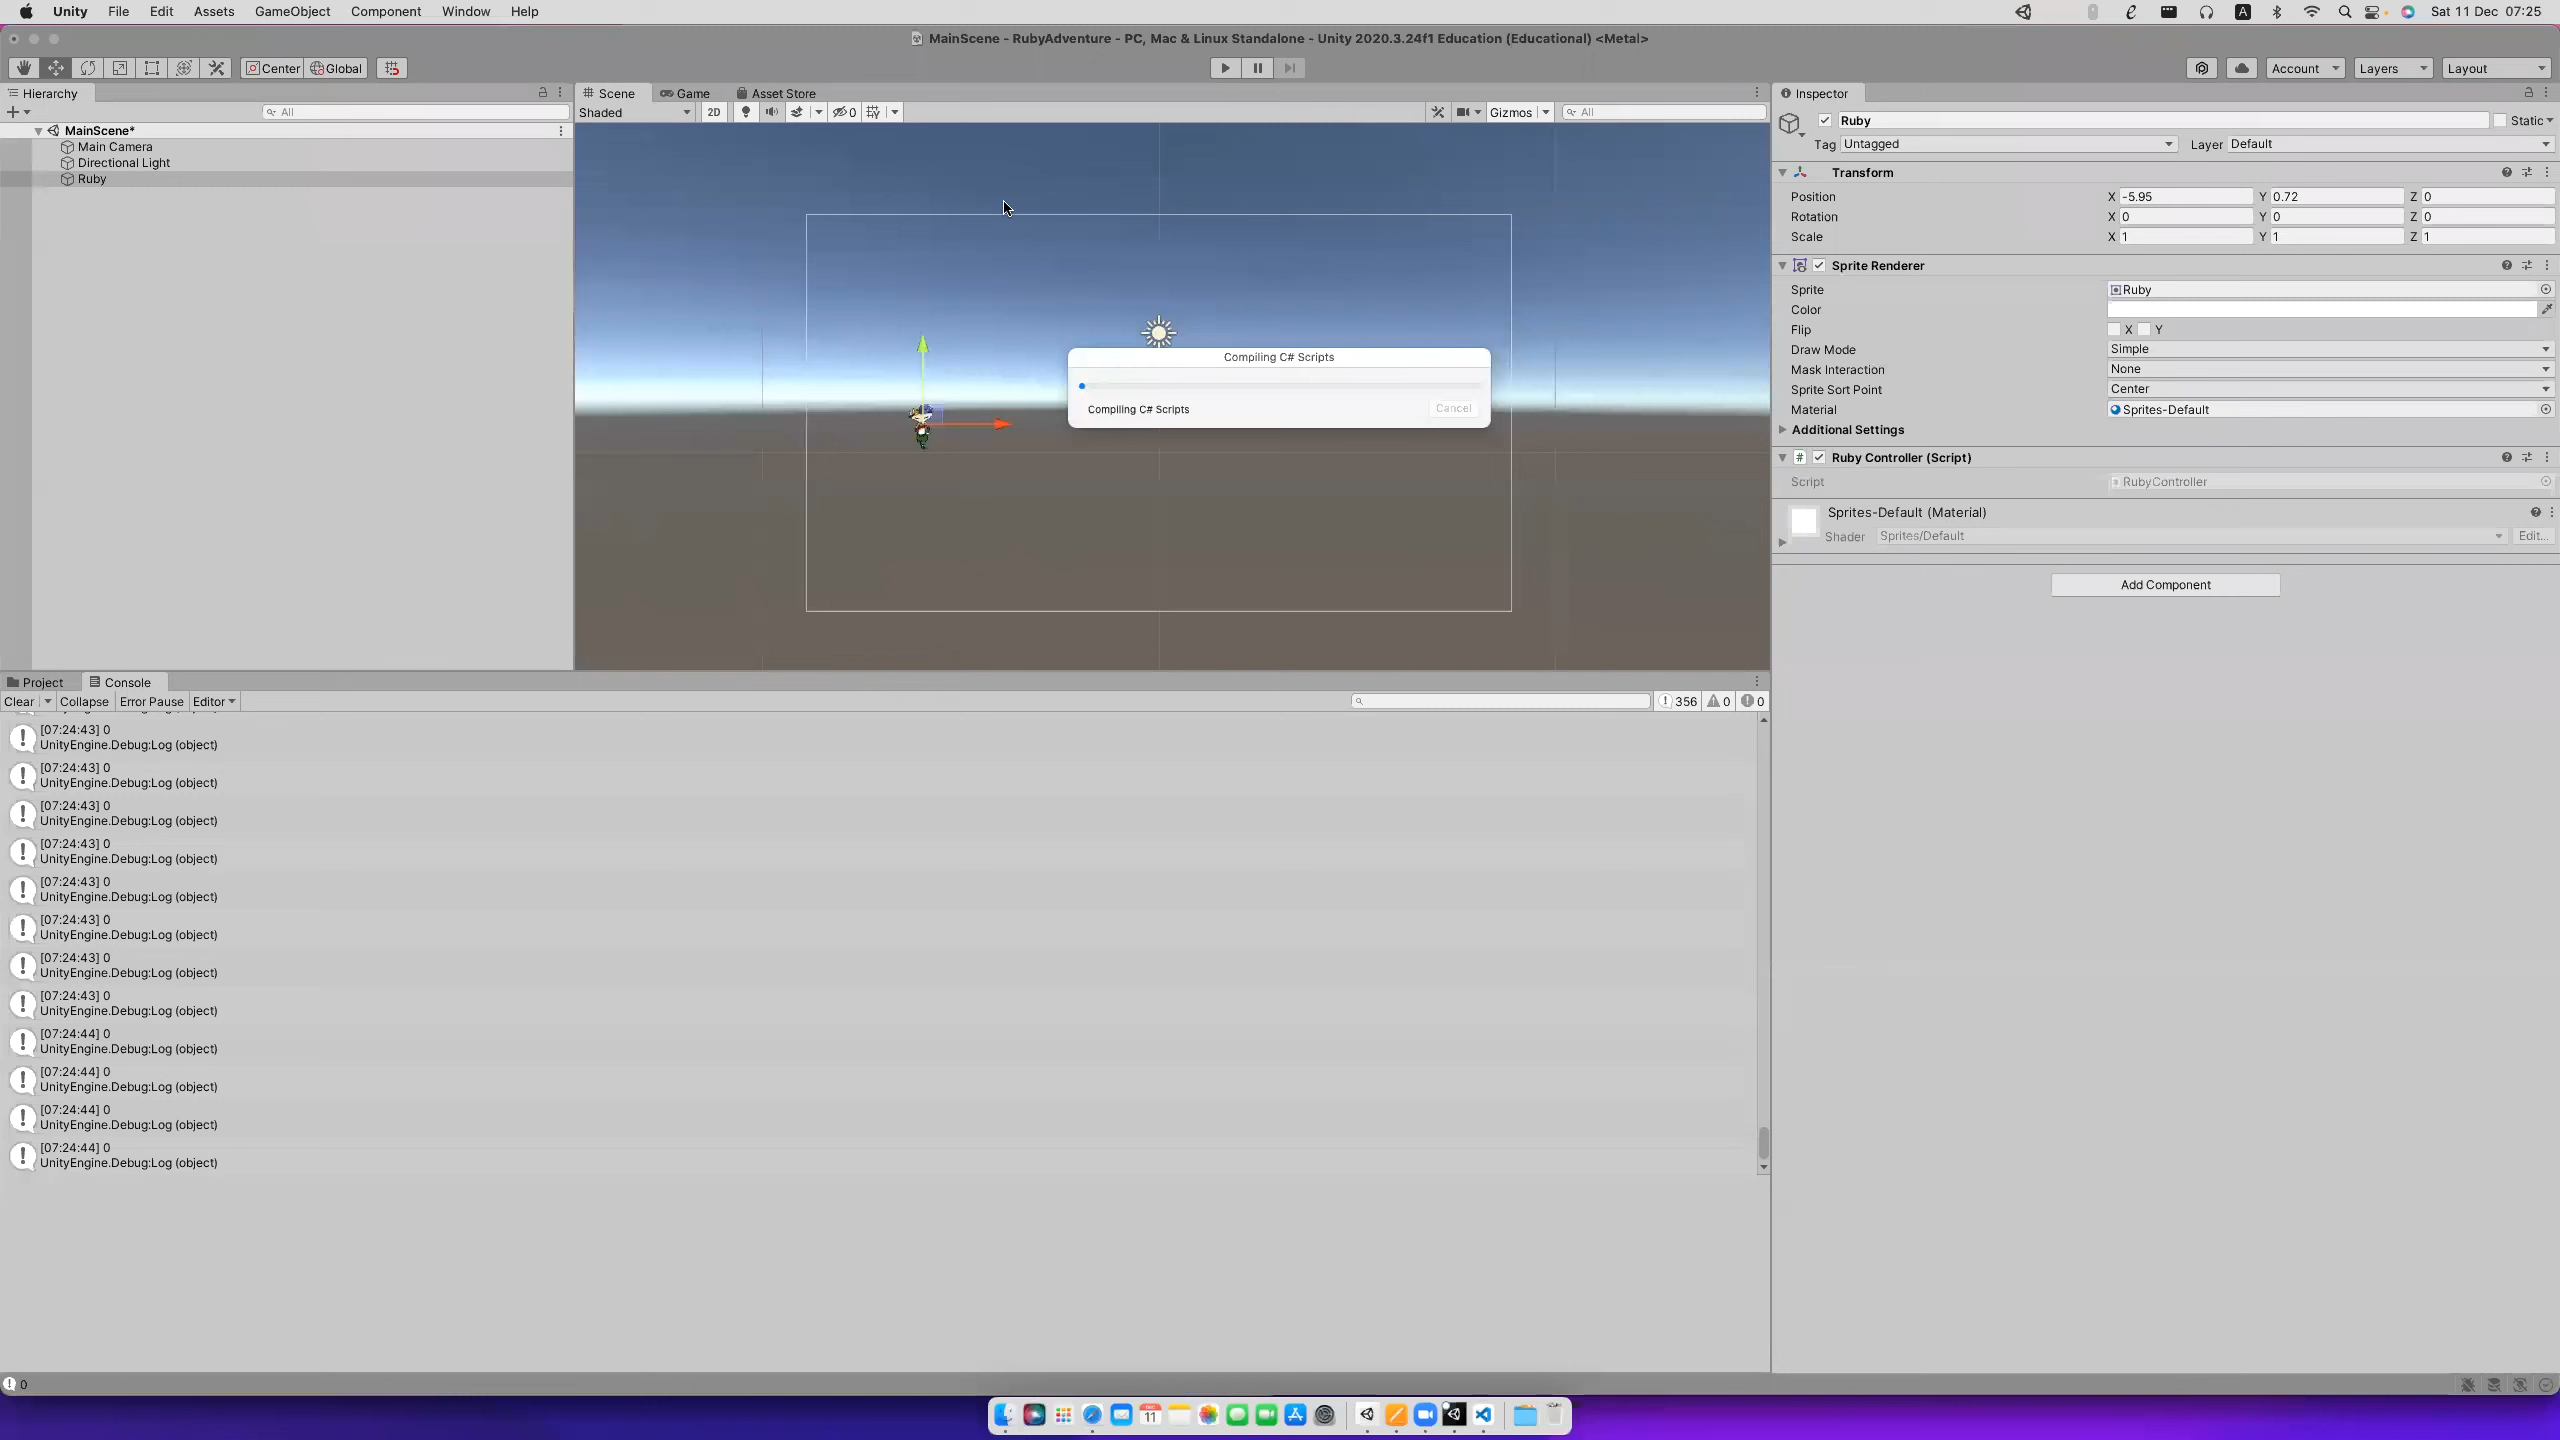 Unity File Edit Assets GameObject Component Window Help A Sat 11 Dec 07:25
MainScene - RubyAdventure - PC, Mac & Linux Standalone - Unity 2020.3.24f1 Education (Educational) <Metal>
Center Global Account Layers Layout
Hierarchy
All
MainScene*
Main Camera
Directional Light
Ruby
Scene Game Asset Store
Shaded 2D 0 Gizmos All
Compiling C# Scripts
Compiling C# Scripts Cancel
Inspector
Ruby Static
Tag Untagged Layer Default
Transform
Position X -5.95 Y 0.72 Z 0
Rotation X 0 Y 0 Z 0
Scale X 1 Y 1 Z 1
Sprite Renderer
Sprite Ruby
Color
Flip X Y
Draw Mode Simple
Mask Interaction None
Sprite Sort Point Center
Material Sprites-Default
Additional Settings
# Ruby Controller (Script)
Script RubyController
Sprites-Default (Material)
Shader Sprites/Default Edit...
Add Component
Project Console
Clear Collapse Error Pause Editor 356 0 0
[07:24:43] 0
UnityEngine.Debug:Log (object)
[07:24:43] 0
UnityEngine.Debug:Log (object)
[07:24:43] 0
UnityEngine.Debug:Log (object)
[07:24:43] 0
UnityEngine.Debug:Log (object)
[07:24:43] 0
UnityEngine.Debug:Log (object)
[07:24:43] 0
UnityEngine.Debug:Log (object)
[07:24:43] 0
UnityEngine.Debug:Log (object)
[07:24:43] 0
UnityEngine.Debug:Log (object)
[07:24:44] 0
UnityEngine.Debug:Log (object)
[07:24:44] 0
UnityEngine.Debug:Log (object)
[07:24:44] 0
UnityEngine.Debug:Log (object)
[07:24:44] 0
UnityEngine.Debug:Log (object)
0
11